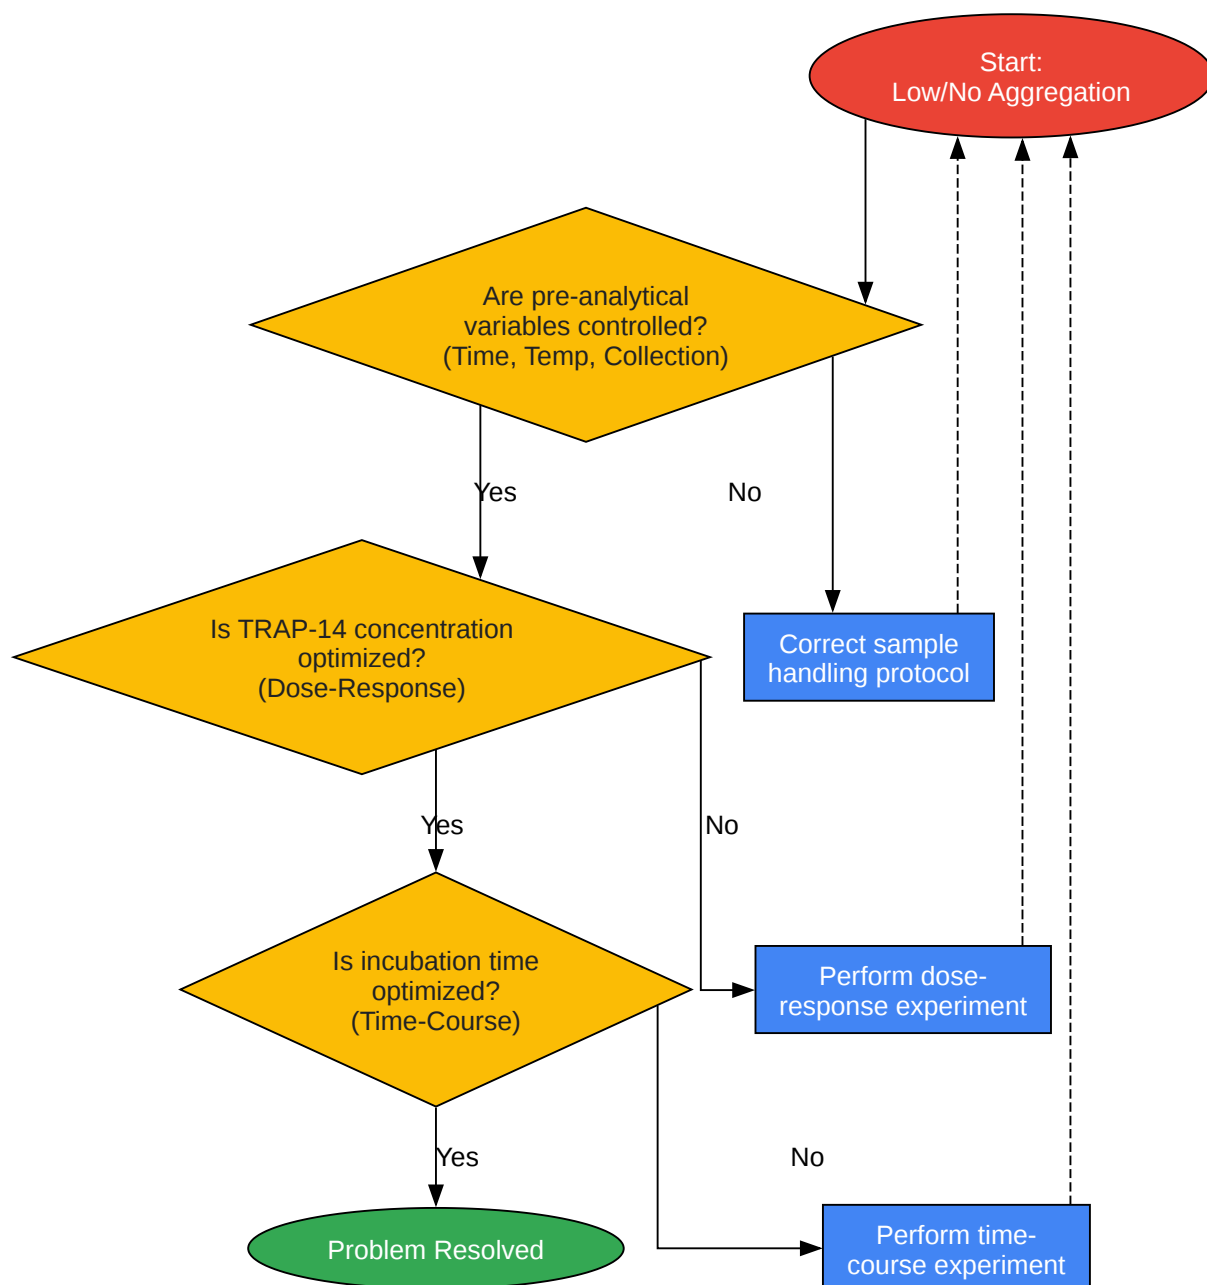 Start:
Low/No Aggregation
Are pre-analytical
variables controlled?
(Time, Temp, Collection)
Yes
No
Is TRAP-14 concentration
optimized?
(Dose-Response)
Correct sample
handling protocol
Yes
No
Is incubation time
optimized?
(Time-Course)
Perform dose-
response experiment
Yes
No
Problem Resolved
Perform time-
course experiment